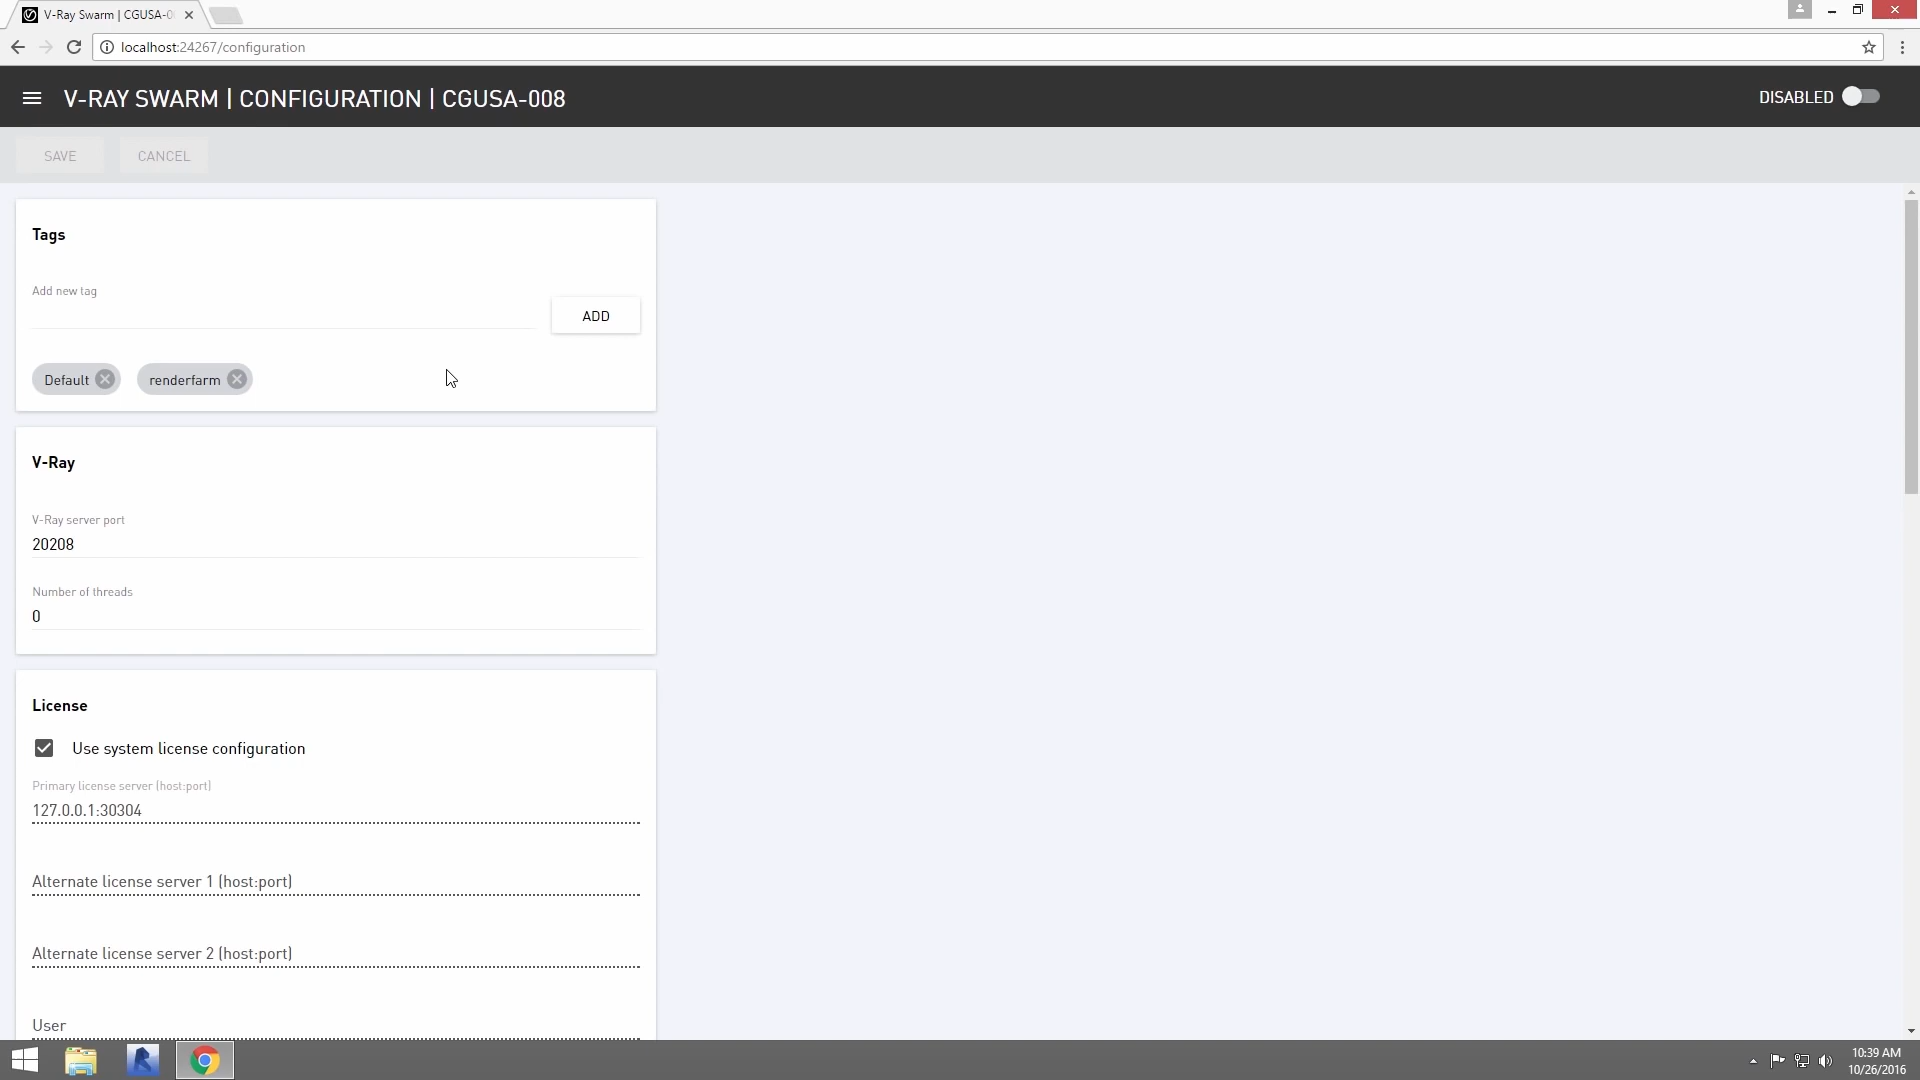 V-Ray Swarm | CGUSA-0
localhost:24267/configuration
V-RAY SWARM | CONFIGURATION | CGUSA-008
DISABLED
SAVE
CANCEL
Tags
Add new tag
ADD
Default
renderfarm
V-Ray
V-Ray server port
20208
Number of threads
0
License
Use system license configuration
Primary license server (host:port)
127.0.0.1:30304
Alternate license server 1 (host:port)
Alternate license server 2 (host:port)
User
10:39 AM
10/26/2016